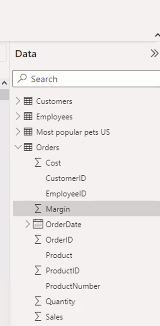 Data
Search
Customers
Employees
Most popular pets US
Orders
Cost
CustomerID
EmployeeID
Margin
OrderDate
OrderID
Product
ProductID
ProductNumber
Quantity
Sales